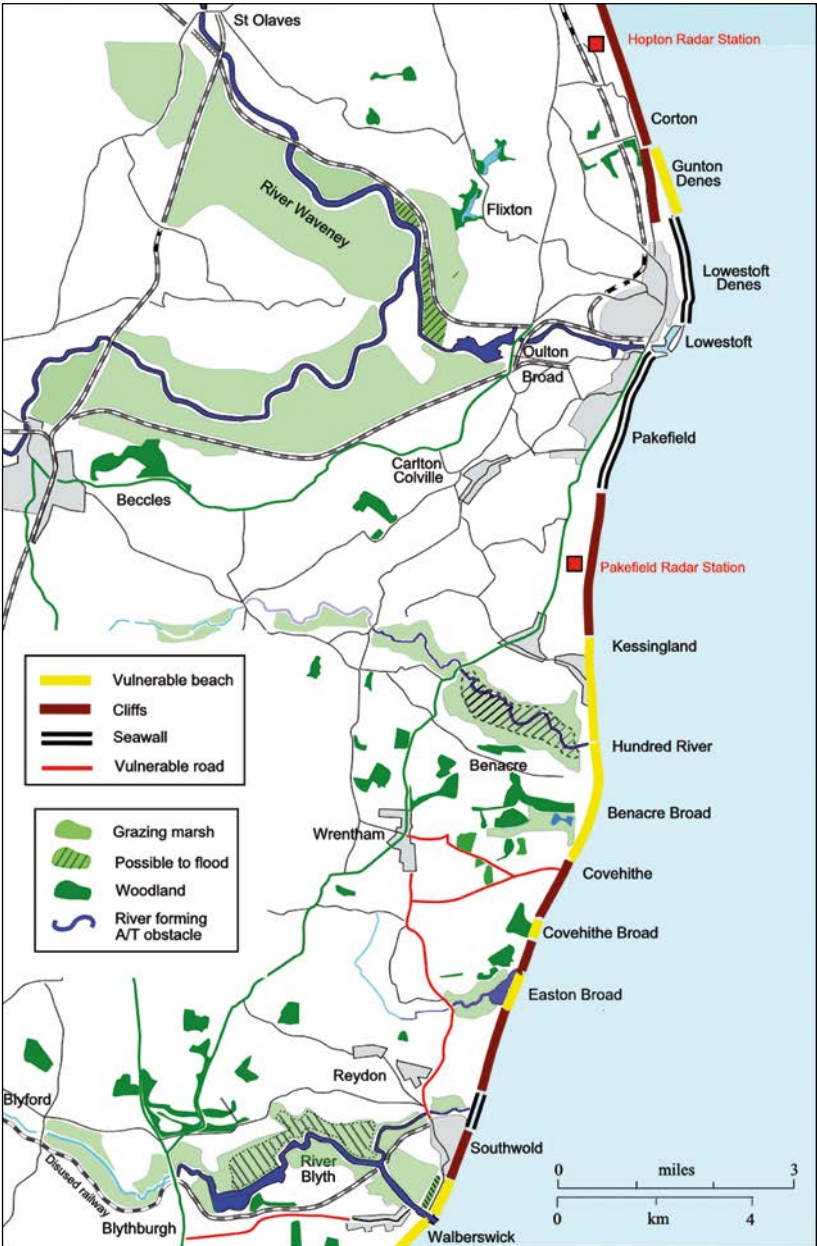 St Olaves
Hopton Radar Station
Corton
Gunton
Denes
River Waveney
Flixton
Lowestoft
Denes
Lowestoft
Oulton
Broad
Pakefield
Carlton
Colville
Beccles
Pakefield Radar Station
Kessingland
Vulnerable beach
Cliffs
Seawall
Vulnerable road
Hundred River
Benacre
Grazing marsh
Possible to flood
Woodland
River forming
A/T obstacle
Benacre Broad
Wrentham
Covehithe
Covehithe Broad
Easton Broad
Reydon
Blyford
Southwold
River
Blyth
Disused railway
Blythburgh
Walberswick
0 miles 3
0 km 4